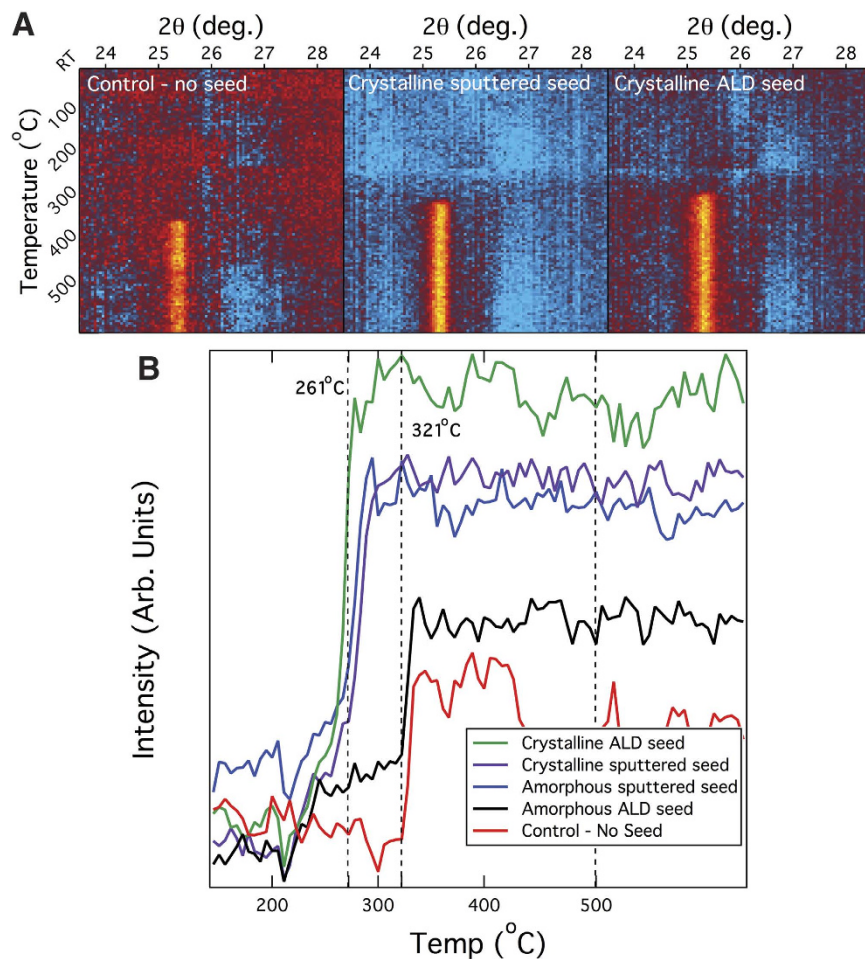 A
2θ (deg.) 2θ (deg.) 2θ (deg.)
RT 24 25 26 27 28 24 25 26 27 28 24 25 26 27 28
Control - no seed Crystalline sputtered seed Crystalline ALD seed
Temperature (°C)
100
200
300
400
500
B
261°C
321°C
Intensity (Arb. Units)
Crystalline ALD seed
Crystalline sputtered seed
Amorphous sputtered seed
Amorphous ALD seed
Control - No Seed
200 300 400 500
Temp (°C)